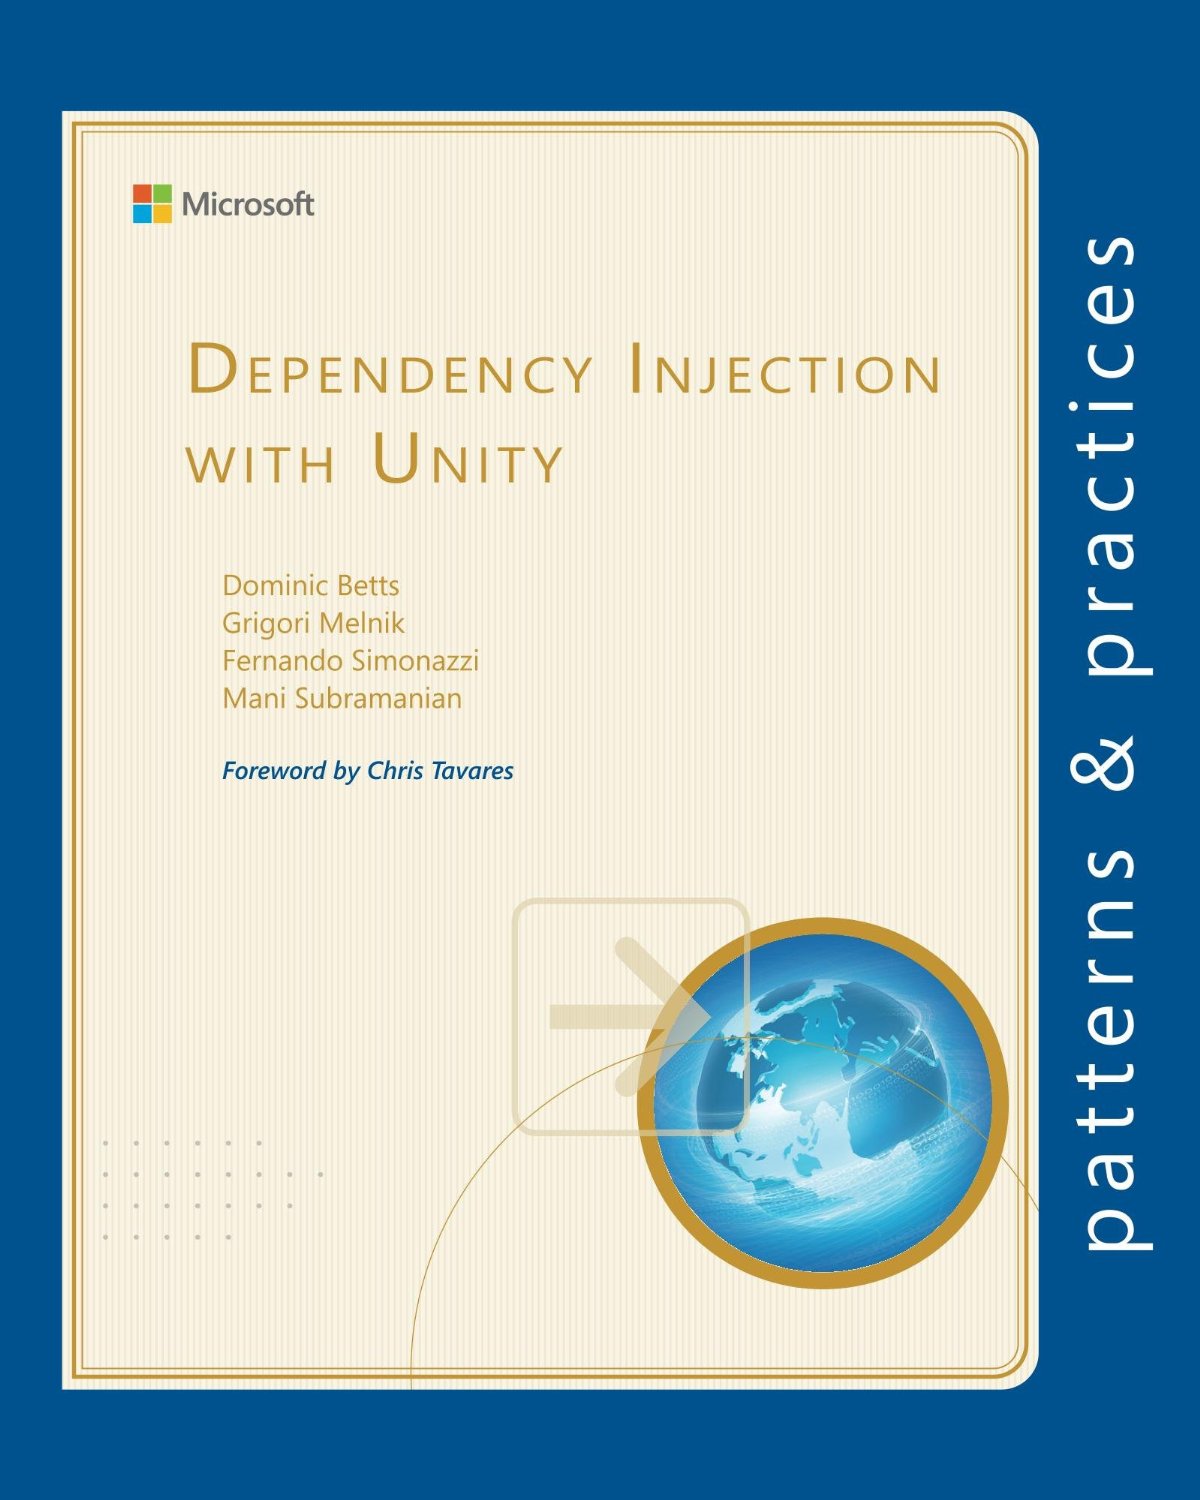 Microsoft
DEPENDENCY INJECTION
WITH UNITY
Dominic Betts
Grigori Melnik
Fernando Simonazzi
Mani Subramanian
Foreword by Chris Tavares
patterns & practices